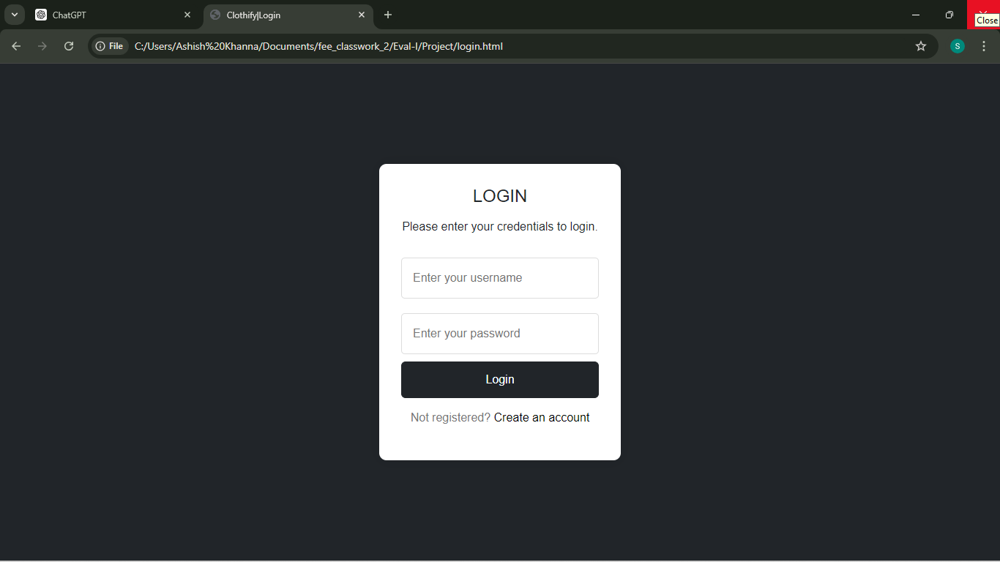 ChatGPT
Clothify|Login
Close
File
C:/Users/Ashish%20Khanna/Documents/fee_classwork_2/Eval-I/Project/login.html
S
LOGIN
Please enter your credentials to login.
Enter your username
Enter your password
Login
Not registered? Create an account